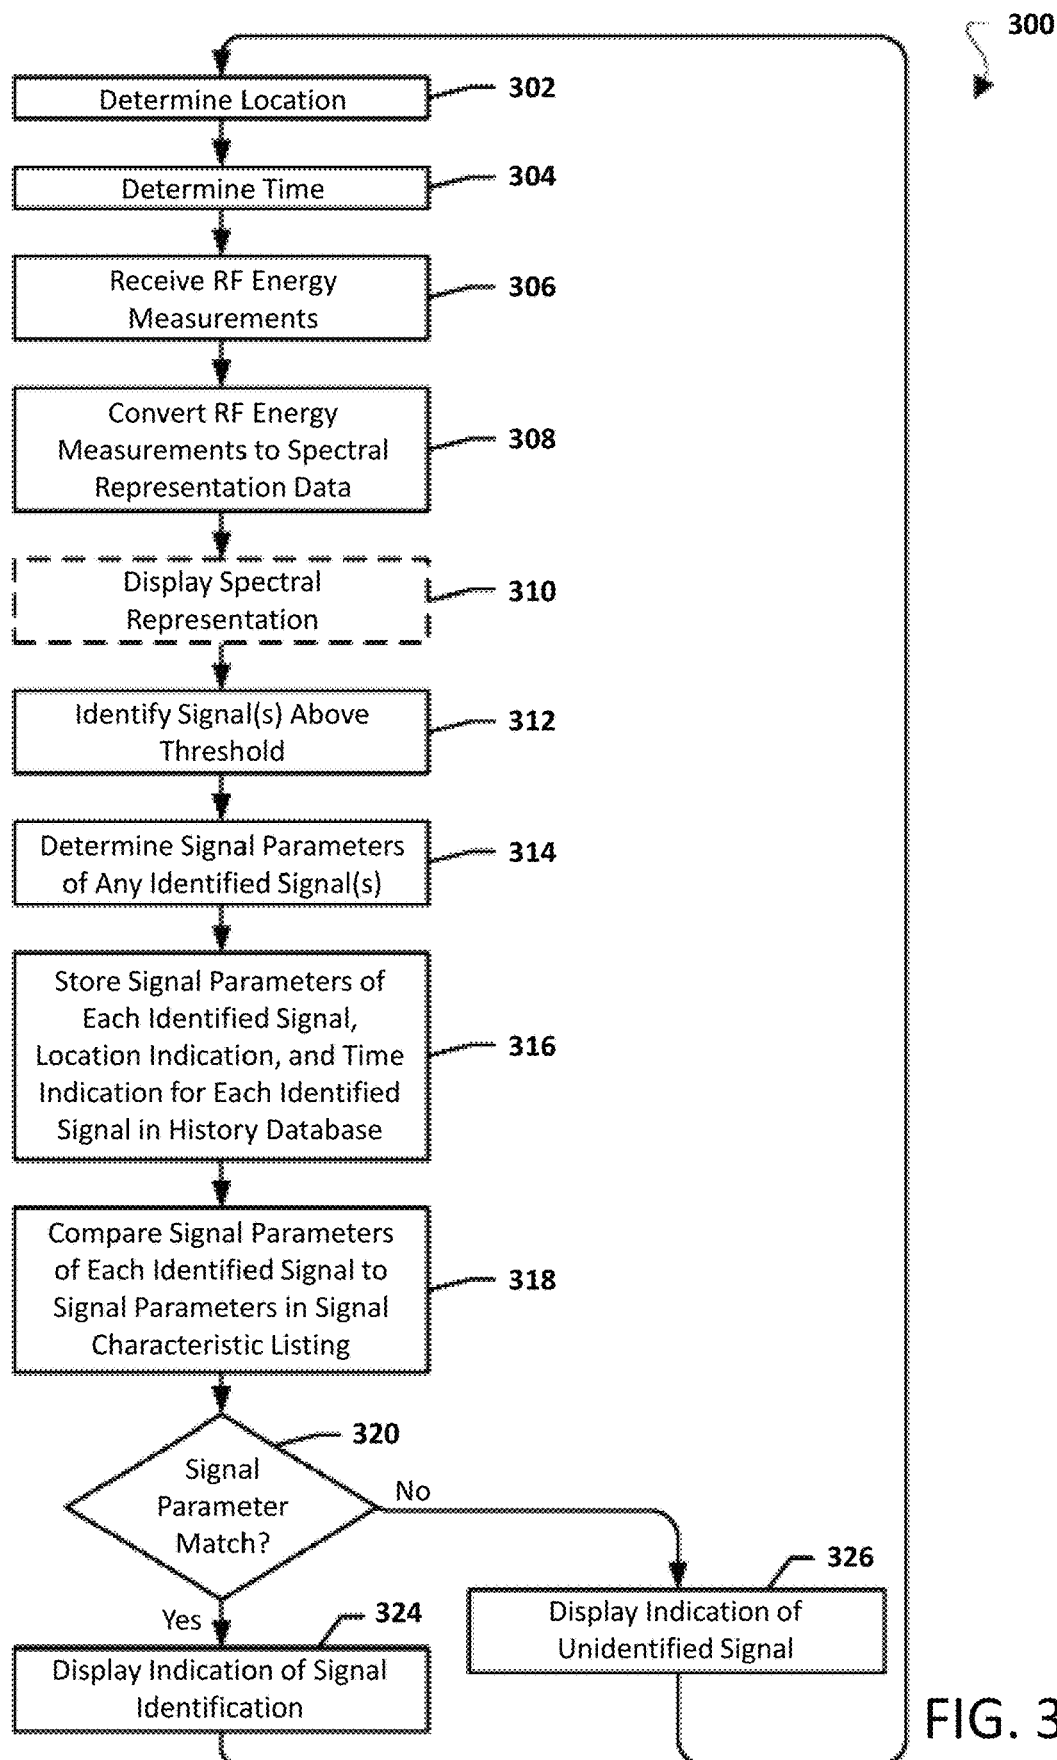 300
Determine Location
302
Determine Time
304
Receive RF Energy
Measurements
306
Convert RF Energy
Measurements to Spectral
Representation Data
308
Display Spectral
Representation
310
Identify Signal(s) Above
Threshold
312
Determine Signal Parameters
of Any Identified Signal(s)
314
Store Signal Parameters of
Each Identified Signal,
Location Indication, and Time
Indication for Each Identified
Signal in History Database
316
Compare Signal Parameters
of Each Identified Signal to
Signal Parameters in Signal
Characteristic Listing
318
320
Signal
Parameter
Match?
No
326
Display Indication of
Unidentified Signal
Yes
324
Display Indication of Signal
Identification
FIG. 3